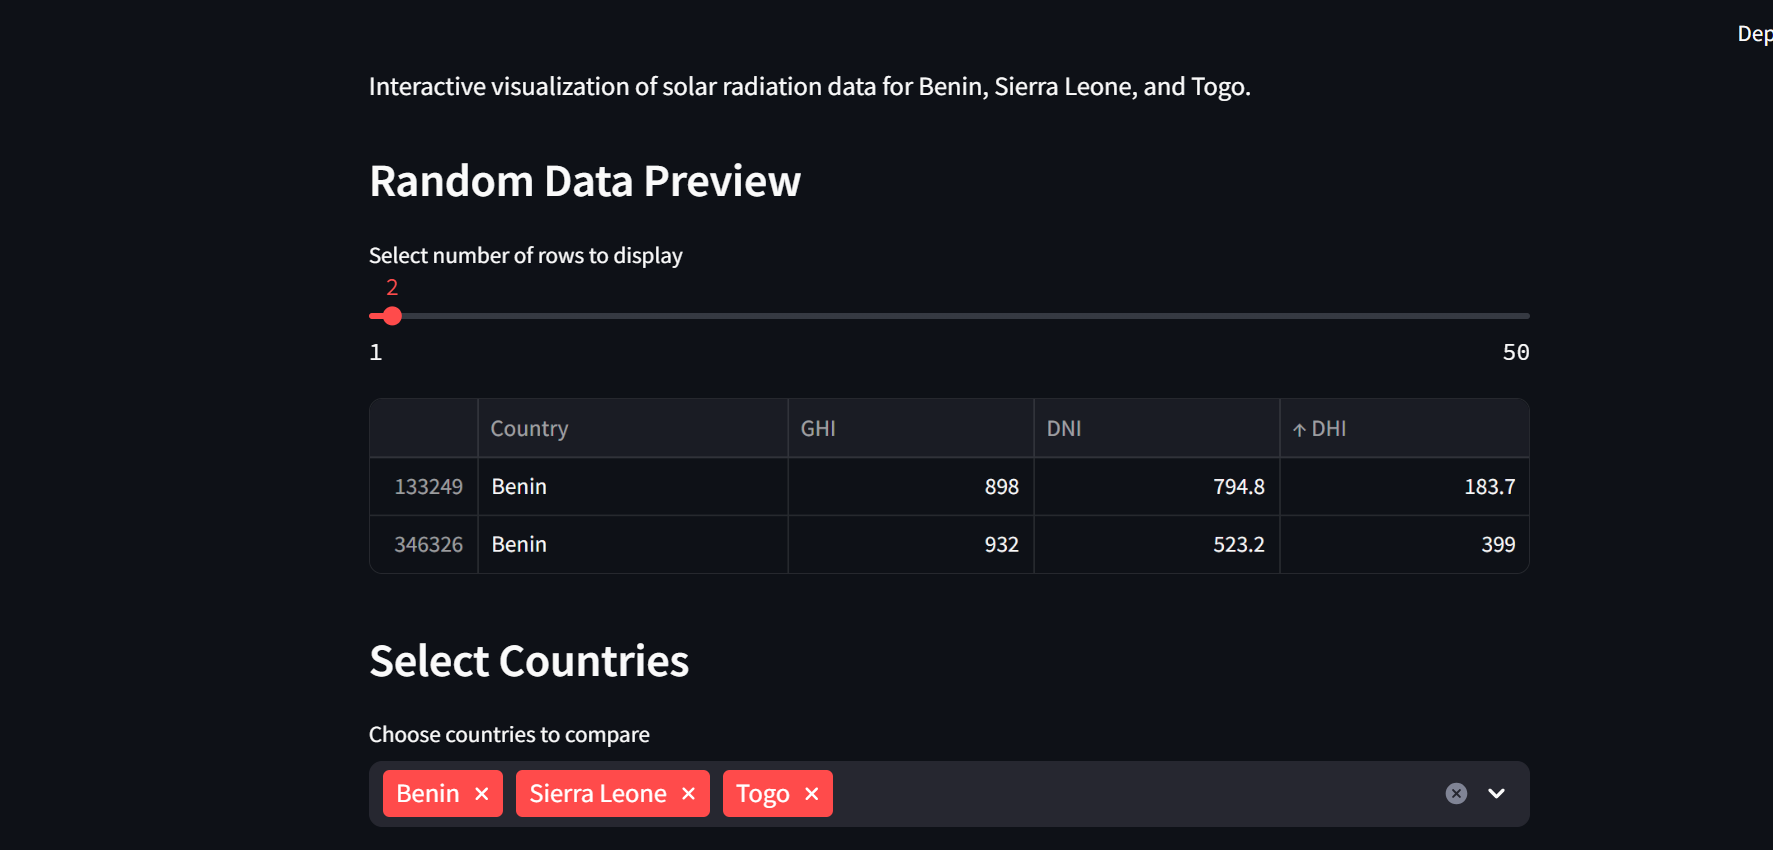 Dep
Interactive visualization of solar radiation data for Benin, Sierra Leone, and Togo.
Random Data Preview
Select number of rows to display
2
1 50
Country GHI DNI ↑ DHI
133249 Benin 898 794.8 183.7
346326 Benin 932 523.2 399
Select Countries
Choose countries to compare
Benin × Sierra Leone × Togo ×